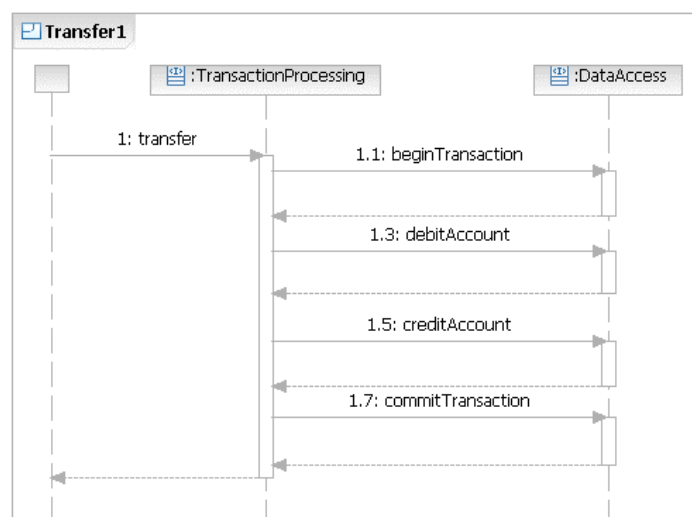 Transfer1
:TransactionProcessing
:DataAccess
1: transfer
1.1: beginTransaction
1.3: debitAccount
1.5: creditAccount
1.7: commitTransaction